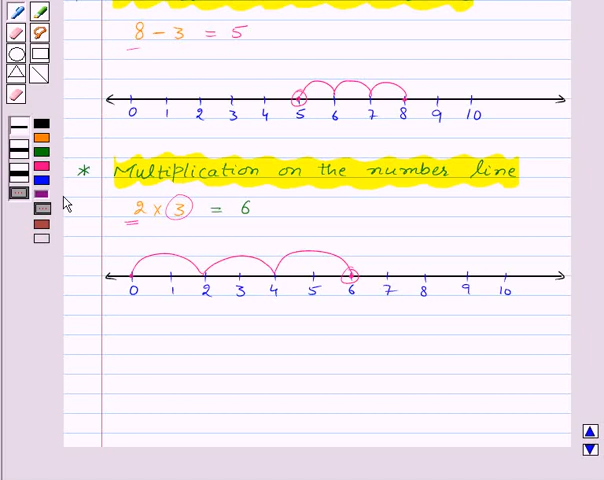 8 - 3 = 5
0 1 2 3 4 5 6 7 8 9 10
* Multiplication on the number line
2 × 3 = 6
0 1 2 3 4 5 6 7 8 9 10